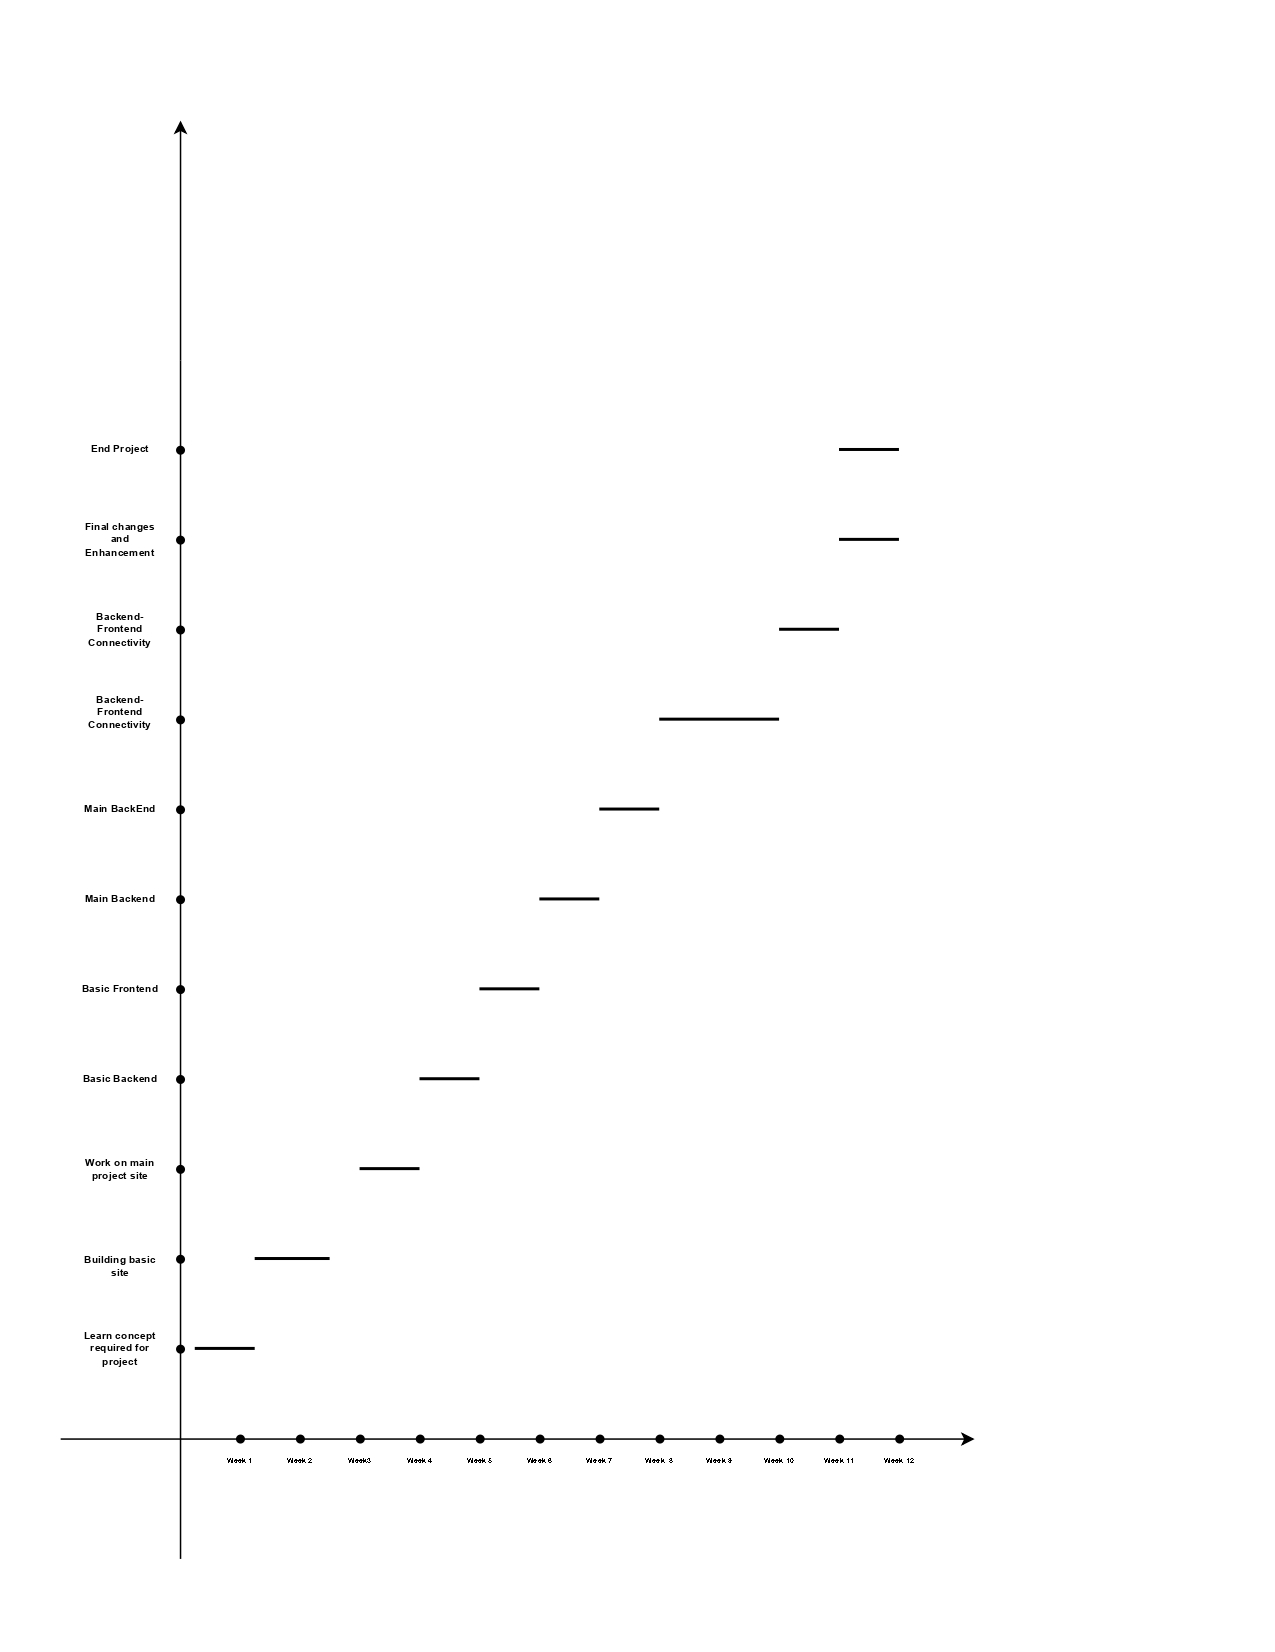 End Project
Final changes
and
Enhancement
Backend-
Frontend
Connectivity
Backend-
Frontend
Connectivity
Main BackEnd
Main Backend
Basic Frontend
Basic Backend
Work on main
project site
Building basic
site
Learn concept
required for
project
Week 1 Week 2 Week3 Week 4 Week 5 Week 6 Week 7 Week 8 Week 9 Week 10 Week 11 Week 12